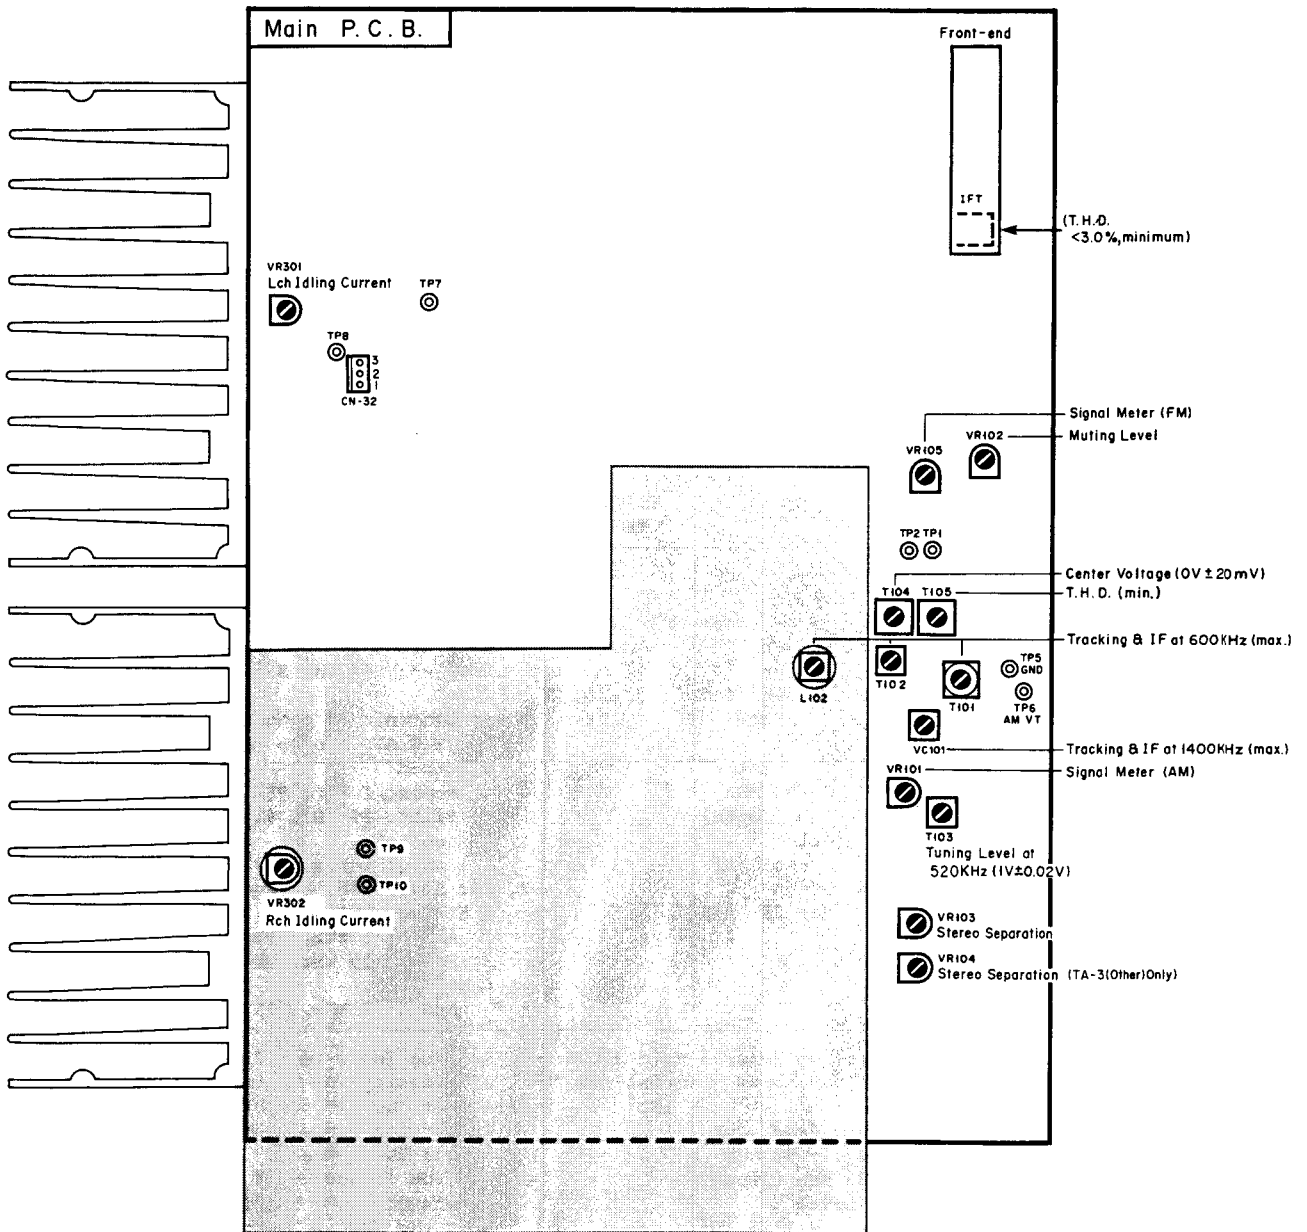 Main P.C.B.
Front-end
IFT
(T.H.D.
<3.0%,minimum)
VR301
Lch Idling Current
TP7
TP8
3
2
1
CN-32
Signal Meter (FM)
VR102
Muting Level
VR105
TP2 TP1
Center Voltage (0V±20mV)
T104 T105
T.H.D. (min.)
Tracking & IF at 600KHz (max.)
L102
T102
T101
TP5
GND
TP6
AM VT
VC101
Tracking & IF at 1400KHz (max.)
VR101
Signal Meter (AM)
T103
Tuning Level at
520KHz (1V±0.02V)
TP9
TP10
VR302
Rch Idling Current
VR103
Stereo Separation
VR104
Stereo Separation (TA-3(Other)Only)